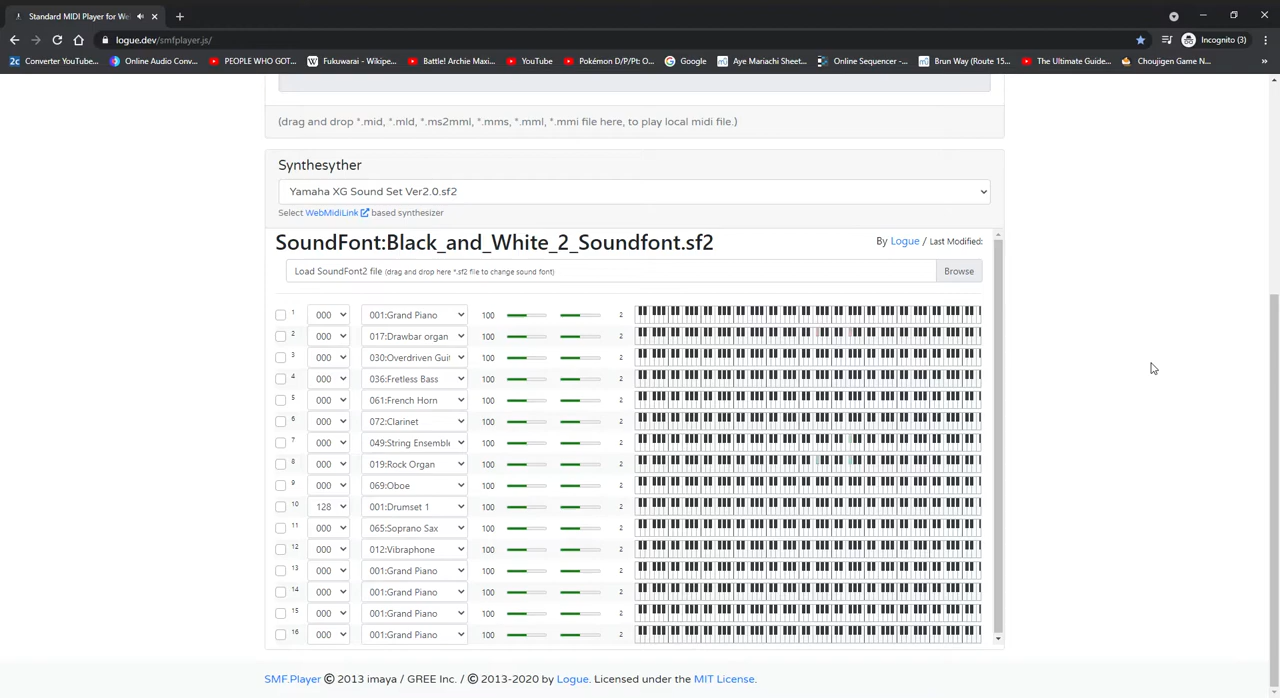 Standard MIDI Player for We
logue.dev/smfplayer.js/
Incognito (3)
Converter YouTube...
Online Audio Conv...
PEOPLE WHO GOT...
Fukuwarai - Wikipe...
Battle! Archie Maxi...
YouTube
Pokémon D/P/Pt: O...
Google
Aye Mariachi Sheet...
Online Sequencer -...
Brun Way (Route 15...
The Ultimate Guide...
Choujigen Game N...
(drag and drop *.mid, *.mld, *.ms2mml, *.mms, *.mml, *.mmi file here, to play local midi file.)
Synthesyther
Yamaha XG Sound Set Ver2.0.sf2
Select WebMidiLink based synthesizer
SoundFont:Black_and_White_2_Soundfont.sf2
By Logue / Last Modified:
Load SoundFont2 file (drag and drop here *.sf2 file to change sound font)
Browse
1 000 001:Grand Piano 100 2
2 000 017:Drawbar organ 100 2
3 000 030:Overdriven Guit 100 2
4 000 036:Fretless Bass 100 2
5 000 061:French Horn 100 2
6 000 072:Clarinet 100 2
7 000 049:String Ensemble 100 2
8 000 019:Rock Organ 100 2
9 000 069:Oboe 100 2
10 128 001:Drumset 1 100 2
11 000 065:Soprano Sax 100 2
12 000 012:Vibraphone 100 2
13 000 001:Grand Piano 100 2
14 000 001:Grand Piano 100 2
15 000 001:Grand Piano 100 2
16 000 001:Grand Piano 100 2
SMF.Player © 2013 imaya / GREE Inc. / © 2013-2020 by Logue. Licensed under the MIT License.